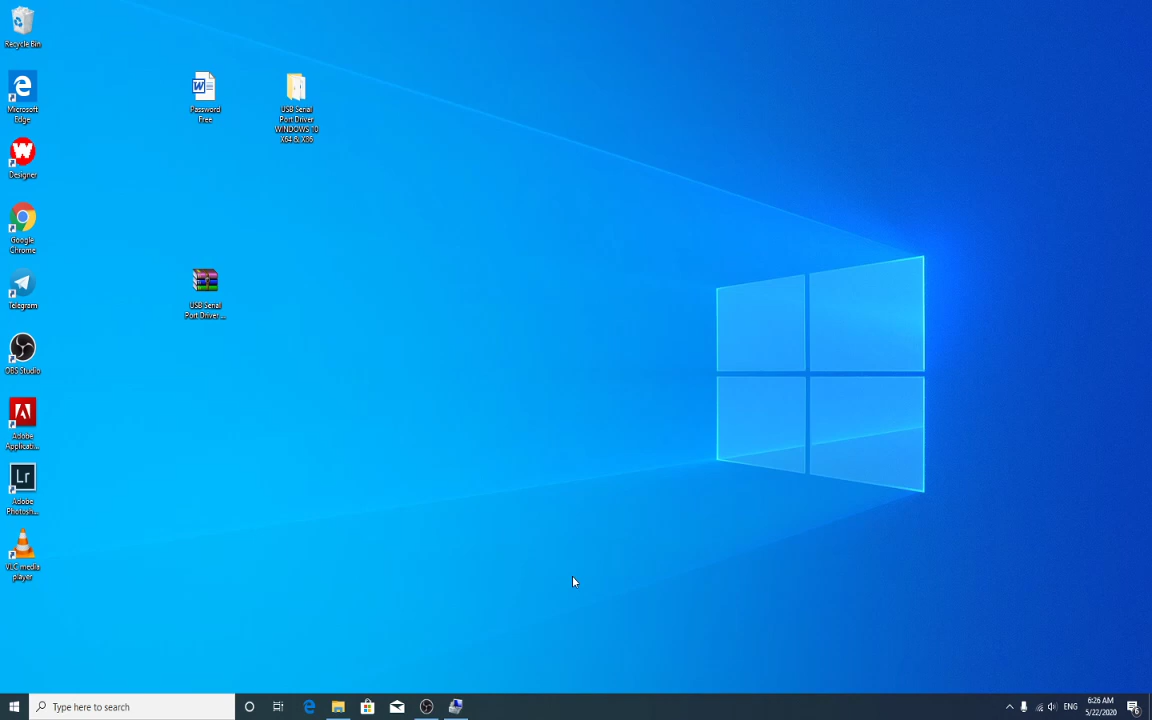 Recycle Bin
Microsoft
Edge
Designer
Google
Chrome
Telegram
OBS Studio
Adobe
Applicati...
Lr
Adobe
Photosh...
VLC media
player
Password
Free
USB Serial
Port Driver
WINDOWS 10
X64 & X86
USB Serial
Port Driver ...
Type here to search
ENG
6:26 AM
5/22/2020
6